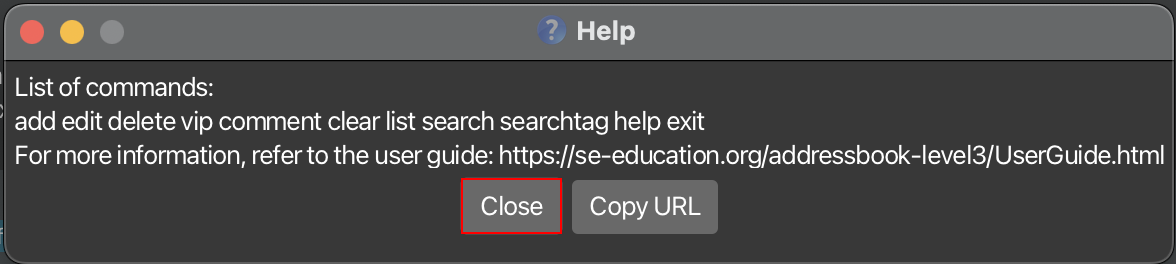 Help
List of commands:
add edit delete vip comment clear list search searchtag help exit
For more information, refer to the user guide: https://se-education.org/addressbook-level3/UserGuide.html
Close Copy URL